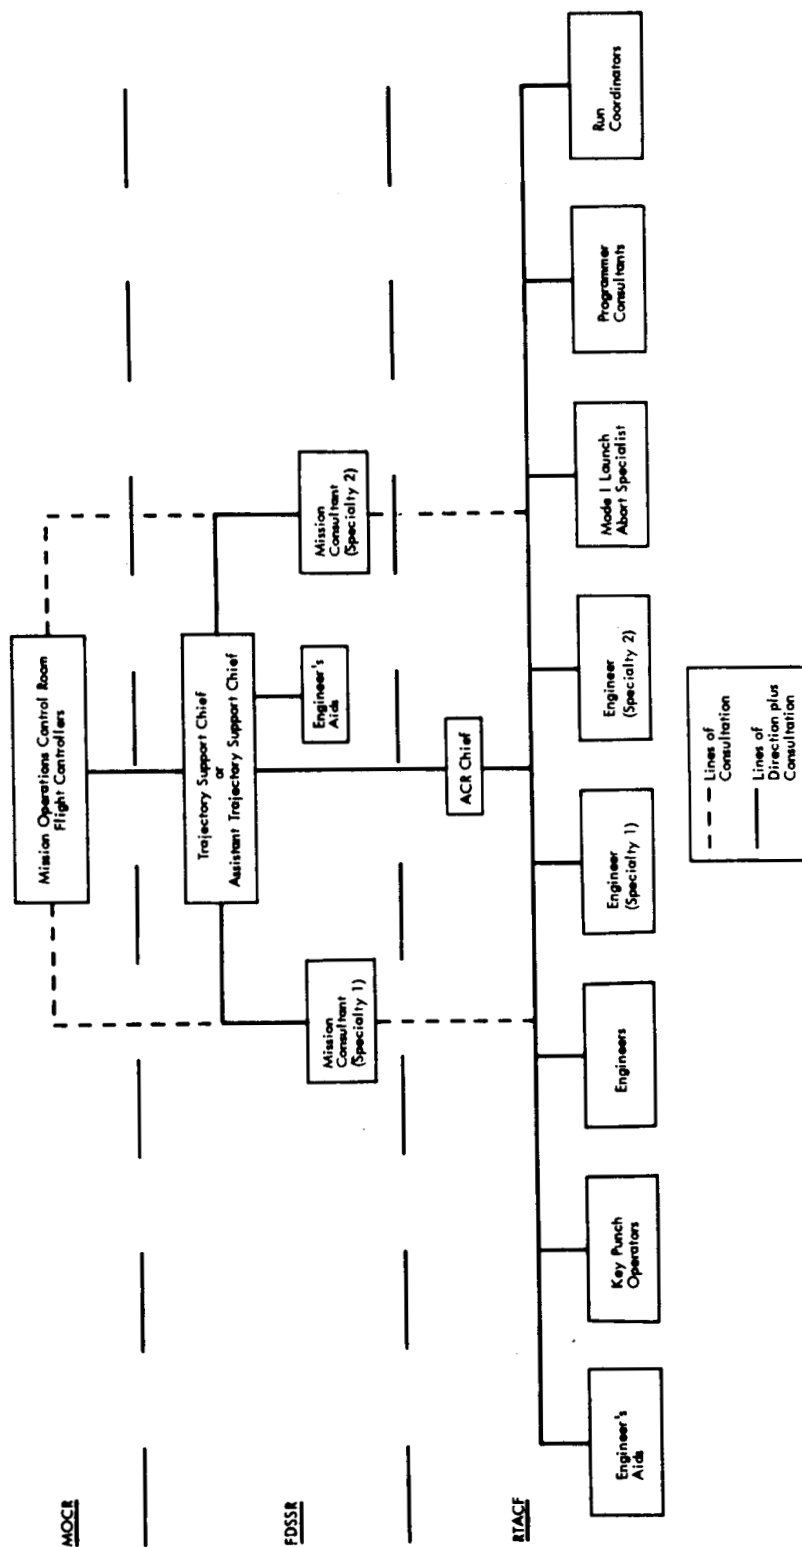 MOCR
Mission Operations Control Room
Flight Controllers
FDSSR
Trajectory Support Chief
or
Assistant Trajectory Support Chief
Mission
Consultant
(Specialty 1)
Engineer's
Aids
Mission
Consultant
(Specialty 2)
RTACF
ACR Chief
Engineer's
Aids
Key Punch
Operators
Engineers
Engineer
(Specialty 1)
Engineer
(Specialty 2)
Mode I Launch
Abort Specialist
Programmer
Consultants
Run
Coordinators
Lines of
Consultation
Lines of
Direction plus
Consultation